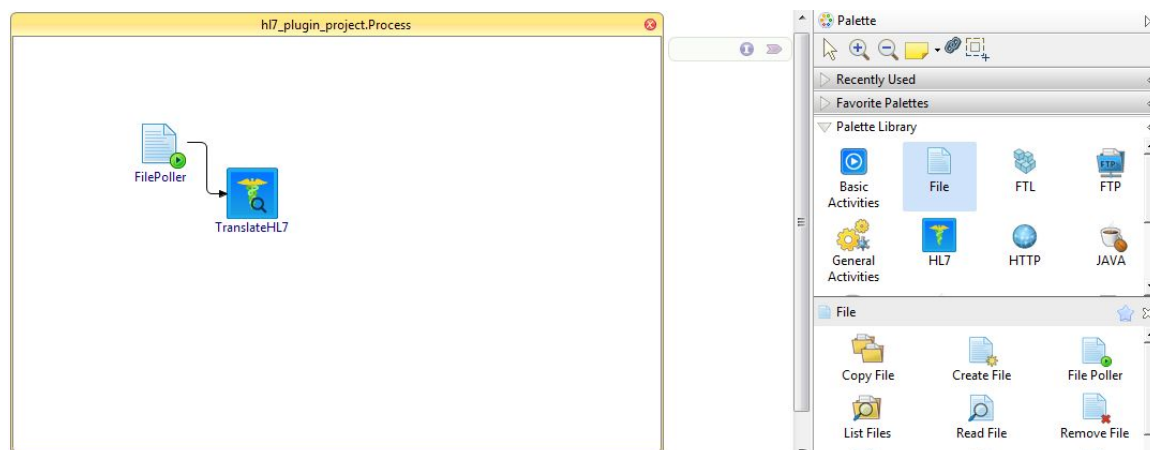 hl7_plugin_project.Process
FilePoller
TranslateHL7
Palette
Recently Used
Favorite Palettes
Palette Library
Basic
Activities
File
FTL
FTP
General
Activities
HL7
HTTP
JAVA
File
Copy File
Create File
File Poller
List Files
Read File
Remove File